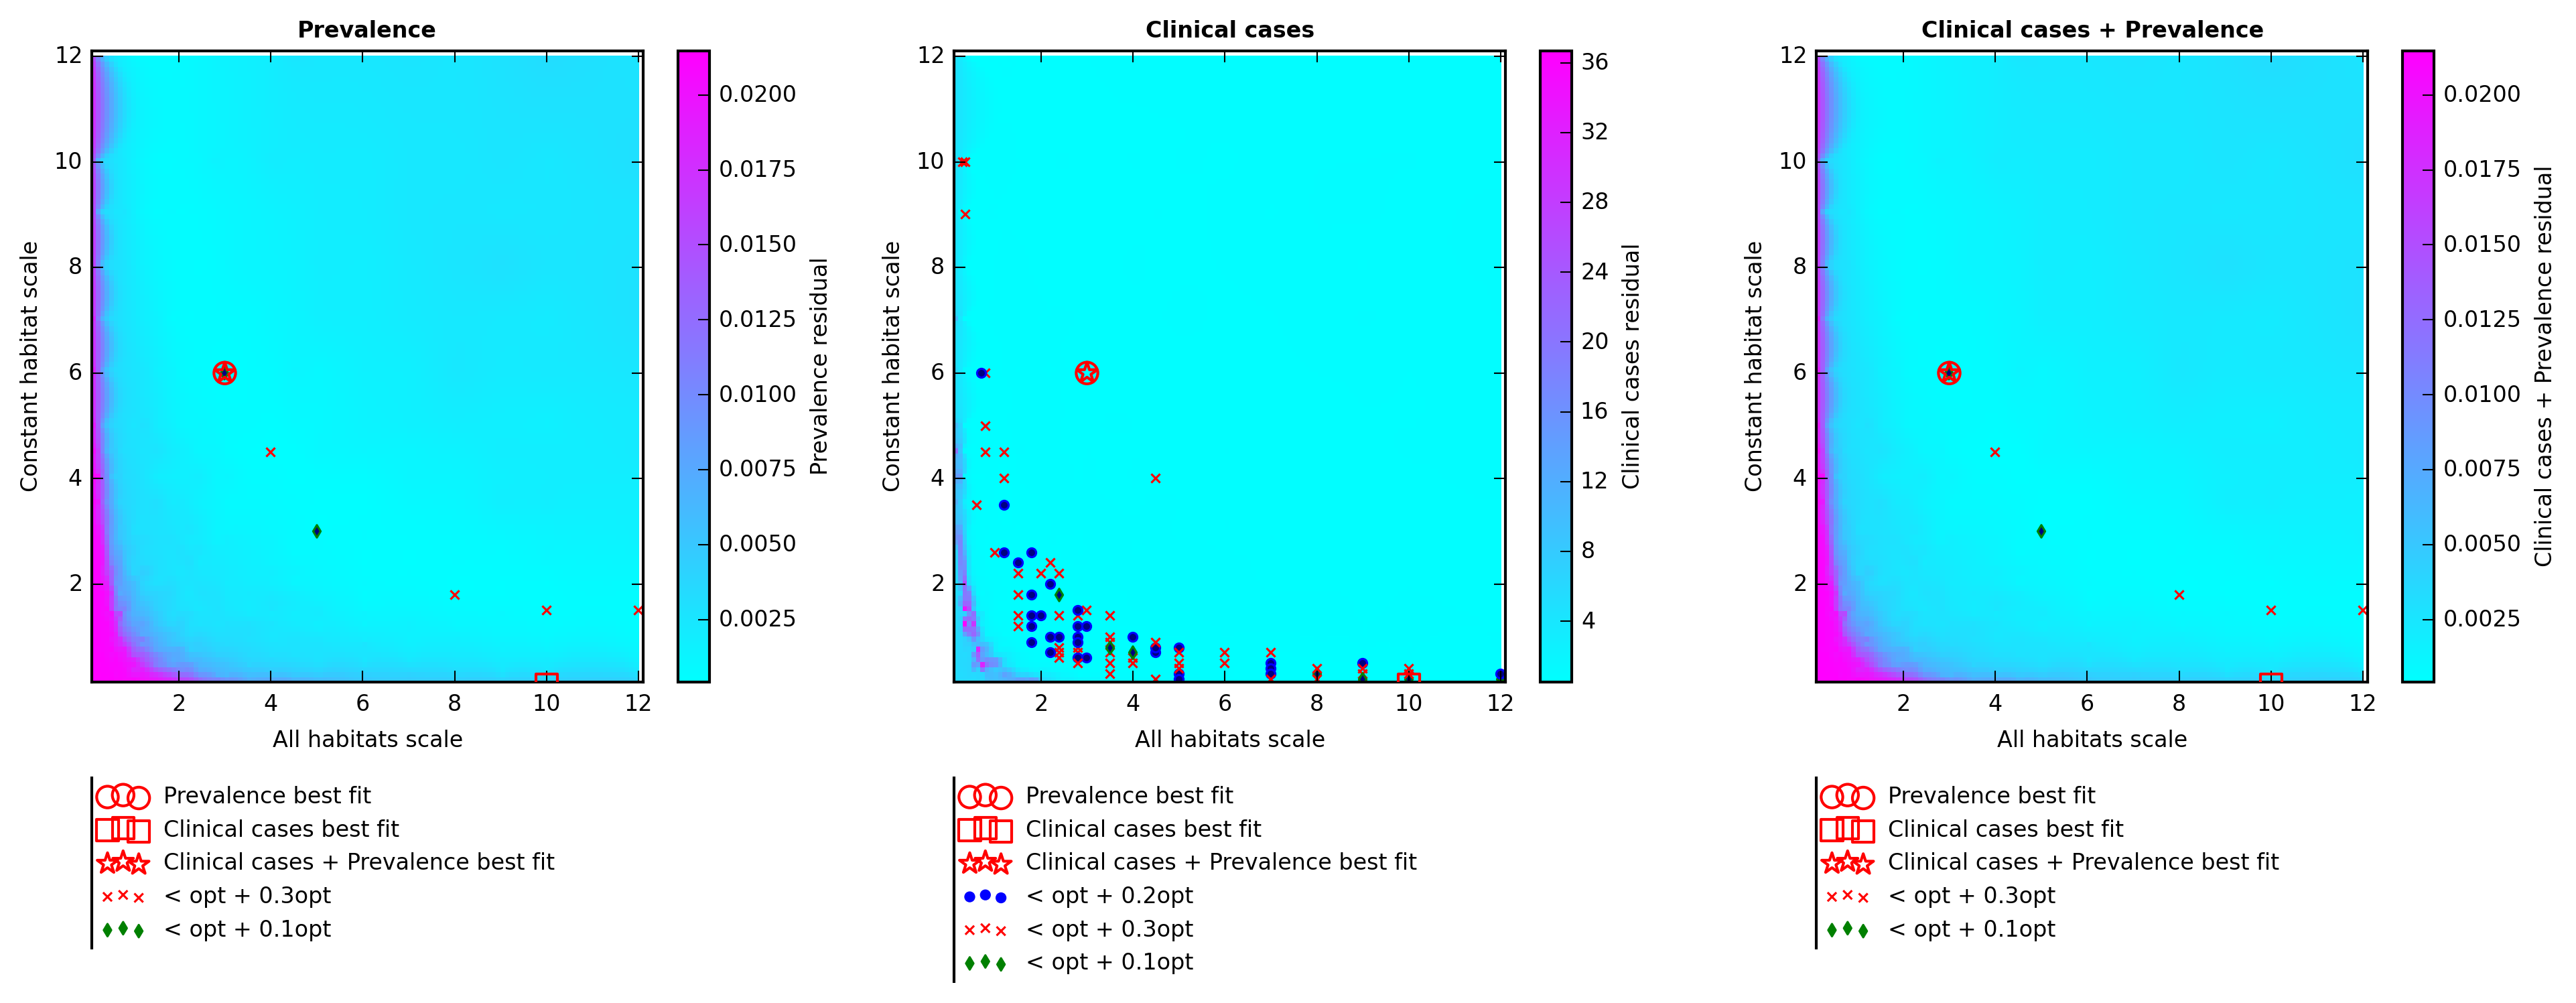 Prevalence
12
10
8
6
4
2
2 4 6 8 10 12
Constant habitat scale
All habitats scale
0.0200
0.0175
0.0150
0.0125
0.0100
0.0075
0.0050
0.0025
Prevalence residual
Prevalence best fit
Clinical cases best fit
Clinical cases + Prevalence best fit
< opt + 0.3opt
< opt + 0.1opt
Clinical cases
12
10
8
6
4
2
2 4 6 8 10 12
Constant habitat scale
All habitats scale
36
32
28
24
20
16
12
8
4
Clinical cases residual
Prevalence best fit
Clinical cases best fit
Clinical cases + Prevalence best fit
< opt + 0.2opt
< opt + 0.3opt
< opt + 0.1opt
Clinical cases + Prevalence
12
10
8
6
4
2
2 4 6 8 10 12
Constant habitat scale
All habitats scale
0.0200
0.0175
0.0150
0.0125
0.0100
0.0075
0.0050
0.0025
Clinical cases + Prevalence residual
Prevalence best fit
Clinical cases best fit
Clinical cases + Prevalence best fit
< opt + 0.3opt
< opt + 0.1opt